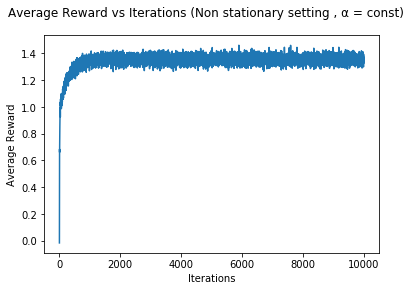 Average Reward vs Iterations (Non stationary setting , α = const)
Average Reward
1.4
1.2
1.0
0.8
0.6
0.4
0.2
0.0
0 2000 4000 6000 8000 10000
Iterations